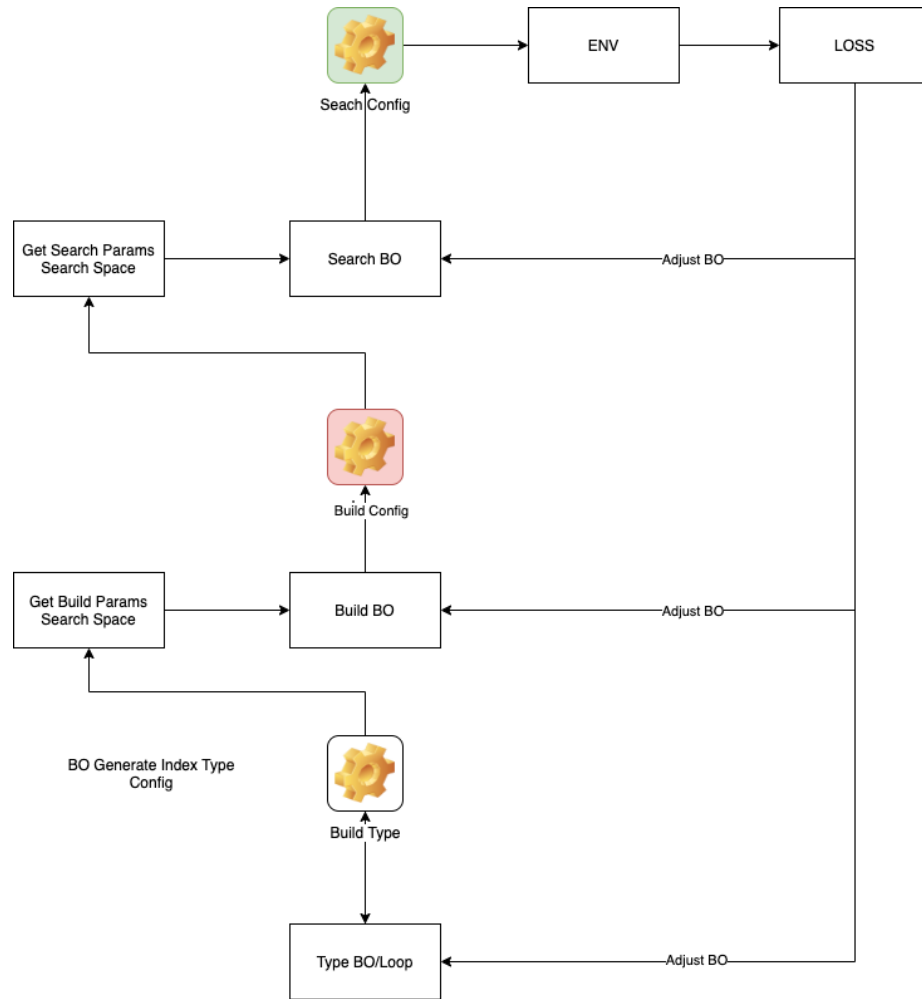 ENV
LOSS
Seach Config
Get Search Params
Search Space
Search BO
Adjust BO
Build Config
Get Build Params
Search Space
Build BO
Adjust BO
BO Generate Index Type
Config
Build Type
Type BO/Loop
Adjust BO